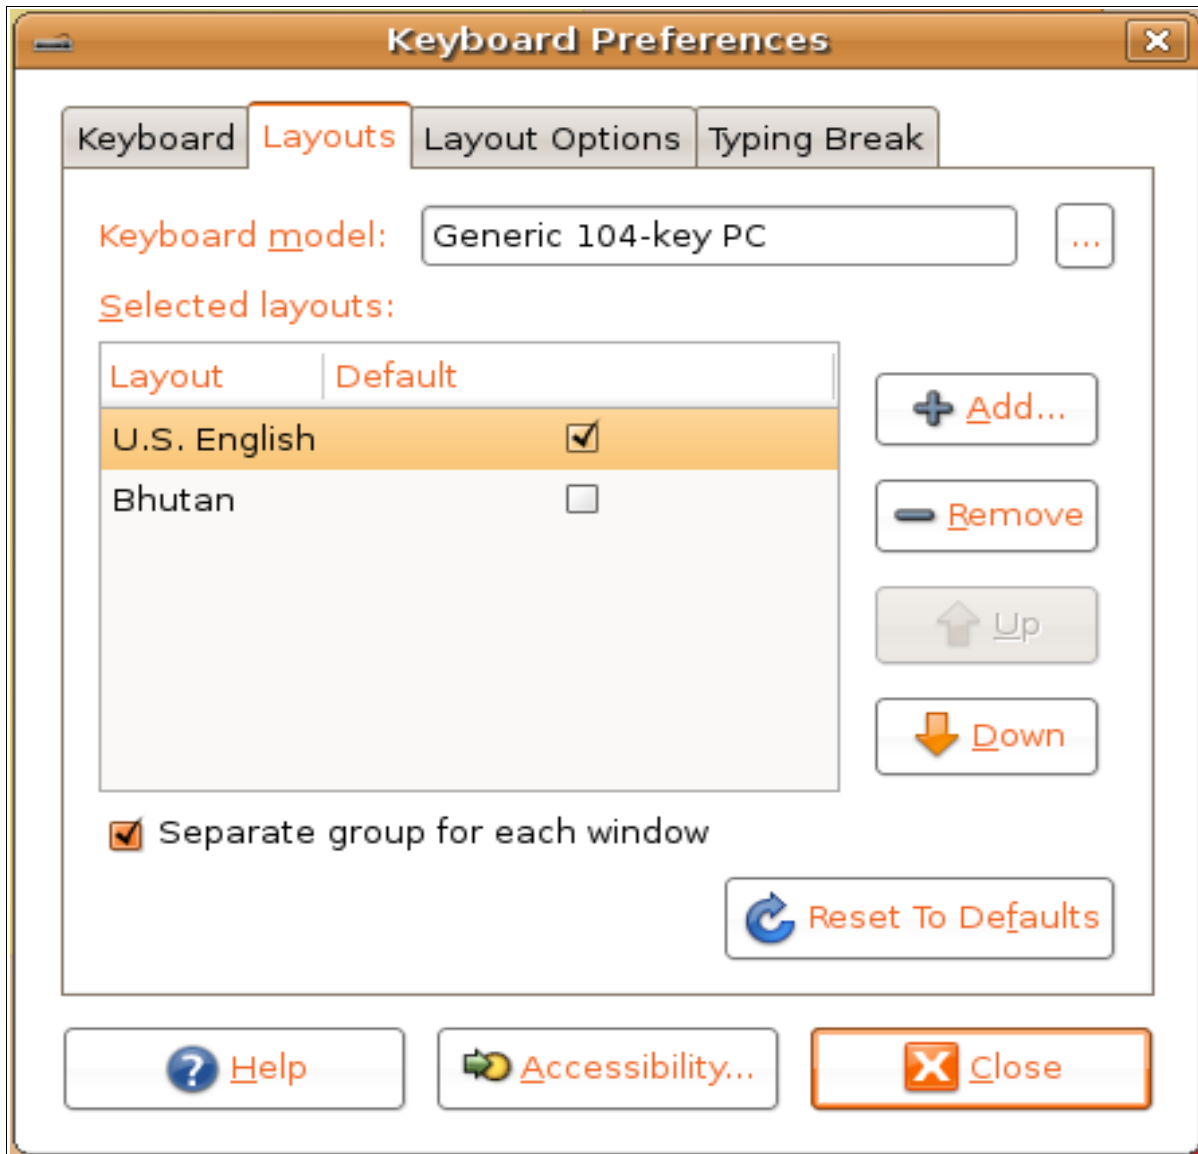 Keyboard Preferences
Keyboard Layouts Layout Options Typing Break
Keyboard model: Generic 104-key PC ...
Selected layouts:
Layout Default
U.S. English
Bhutan
Add...
Remove
Up
Down
Separate group for each window
Reset To Defaults
Help Accessibility... Close